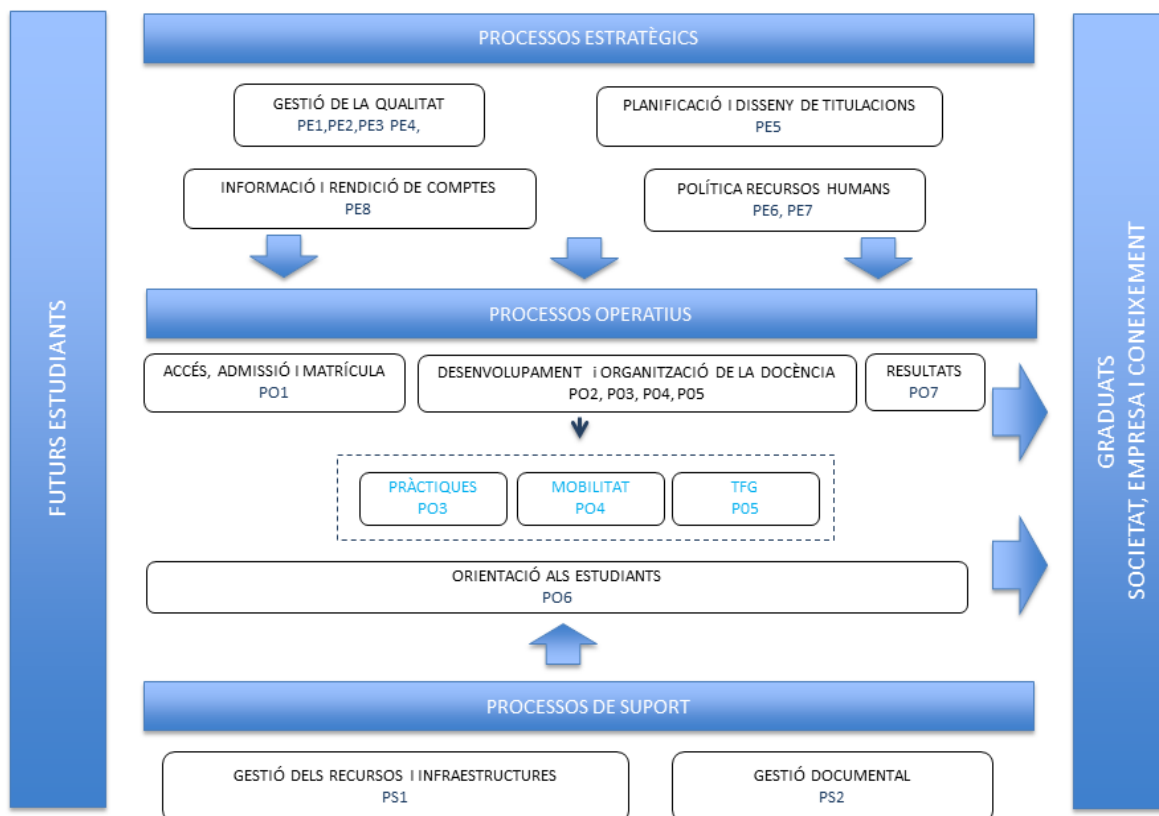 FUTURS ESTUDIANTS
PROCESSOS ESTRATÈGICS
GESTIÓ DE LA QUALITAT
PE1,PE2,PE3 PE4,
PLANIFICACIÓ I DISSENY DE TITULACIONS
PE5
INFORMACIÓ I RENDICIÓ DE COMPTES
PE8
POLÍTICA RECURSOS HUMANS
PE6, PE7
PROCESSOS OPERATIUS
ACCÉS, ADMISSIÓ I MATRÍCULA
PO1
DESENVOLUPAMENT i ORGANITZACIÓ DE LA DOCÈNCIA
PO2, P03, P04, P05
RESULTATS
PO7
PRÀCTIQUES
PO3
MOBILITAT
PO4
TFG
P05
ORIENTACIÓ ALS ESTUDIANTS
PO6
PROCESSOS DE SUPORT
GESTIÓ DELS RECURSOS I INFRAESTRUCTURES
PS1
GESTIÓ DOCUMENTAL
PS2
GRADUATS
SOCIETAT, EMPRESA I CONEIXEMENT